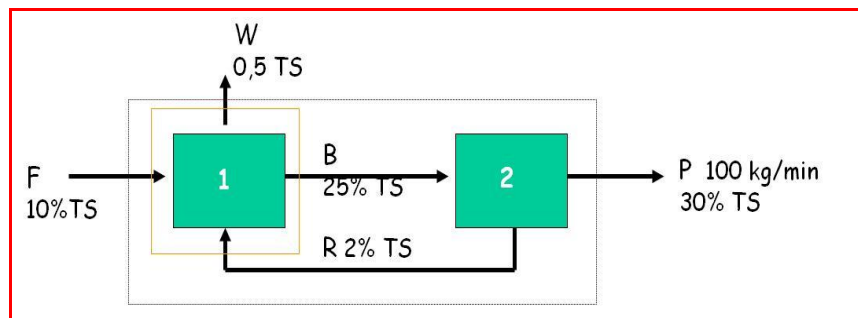 W
0,5 TS
F
10%TS
1
B
25% TS
2
P 100 kg/min
30% TS
R 2% TS